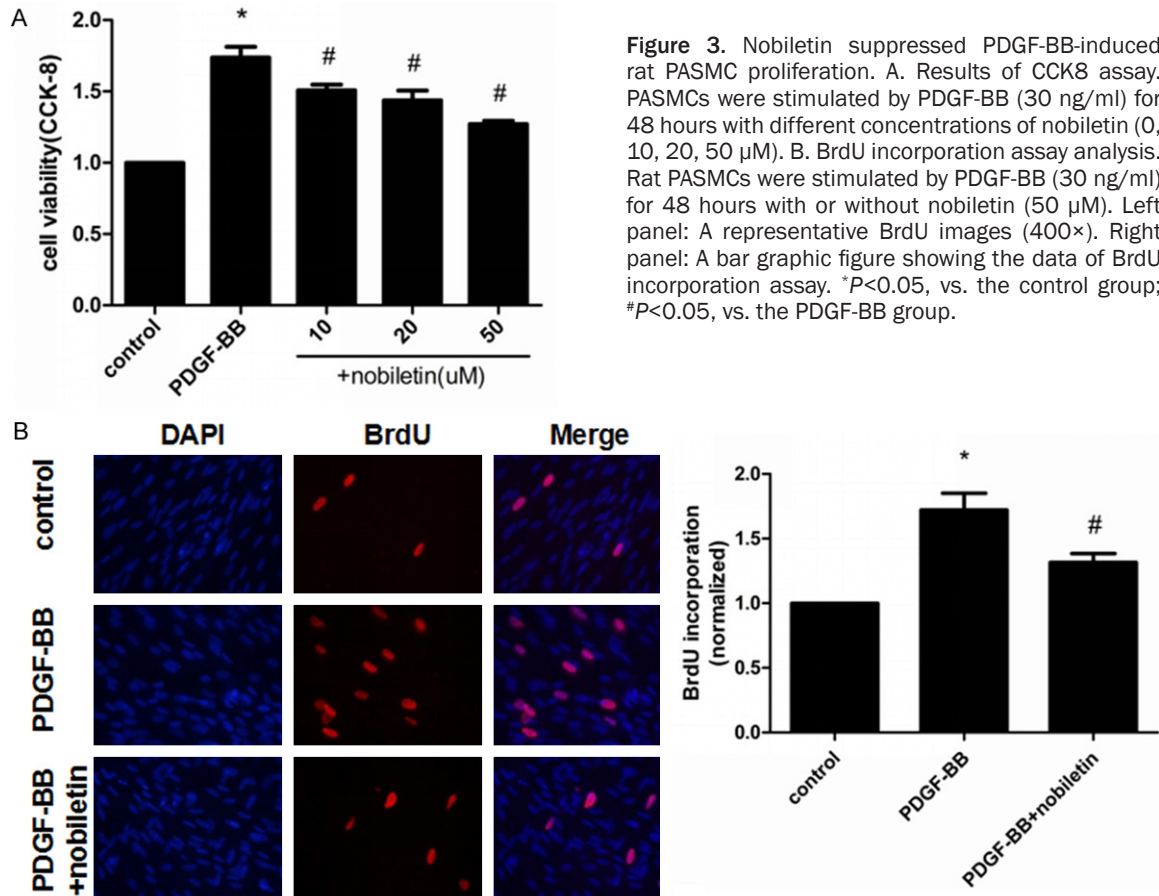 A
2.0
1.5
1.0
0.5
0.0
cell viability(CCK-8)
*
#
#
#
control
PDGF-BB
10
20
50
+nobiletin(uM)
Figure 3. Nobiletin suppressed PDGF-BB-induced
rat PASMC proliferation. A. Results of CCK8 assay.
PASMCs were stimulated by PDGF-BB (30 ng/ml) for
48 hours with different concentrations of nobiletin (0,
10, 20, 50 µM). B. BrdU incorporation assay analysis.
Rat PASMCs were stimulated by PDGF-BB (30 ng/ml)
for 48 hours with or without nobiletin (50 µM). Left
panel: A representative BrdU images (400×). Right
panel: A bar graphic figure showing the data of BrdU
incorporation assay. *P<0.05, vs. the control group;
#P<0.05, vs. the PDGF-BB group.
B
DAPI
BrdU
Merge
control
PDGF-BB
PDGF-BB
+nobiletin
2.0
1.5
1.0
0.5
0.0
BrdU incorporation
(normalized)
*
#
control
PDGF-BB
PDGF-BB+nobiletin